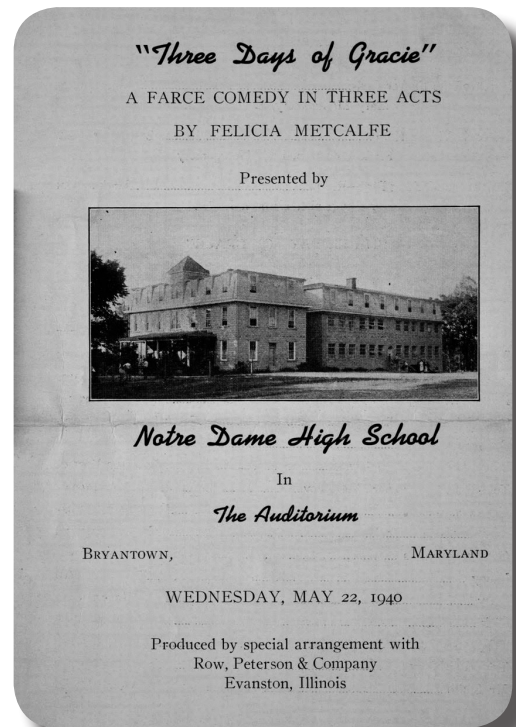 "Three Days of Gracie"
A FARCE COMEDY IN THREE ACTS
BY FELICIA METCALFE
Presented by
Notre Dame High School
In
The Auditorium
BRYANTOWN, MARYLAND
WEDNESDAY, MAY 22, 1940
Produced by special arrangement with
Row, Peterson & Company
Evanston, Illinois